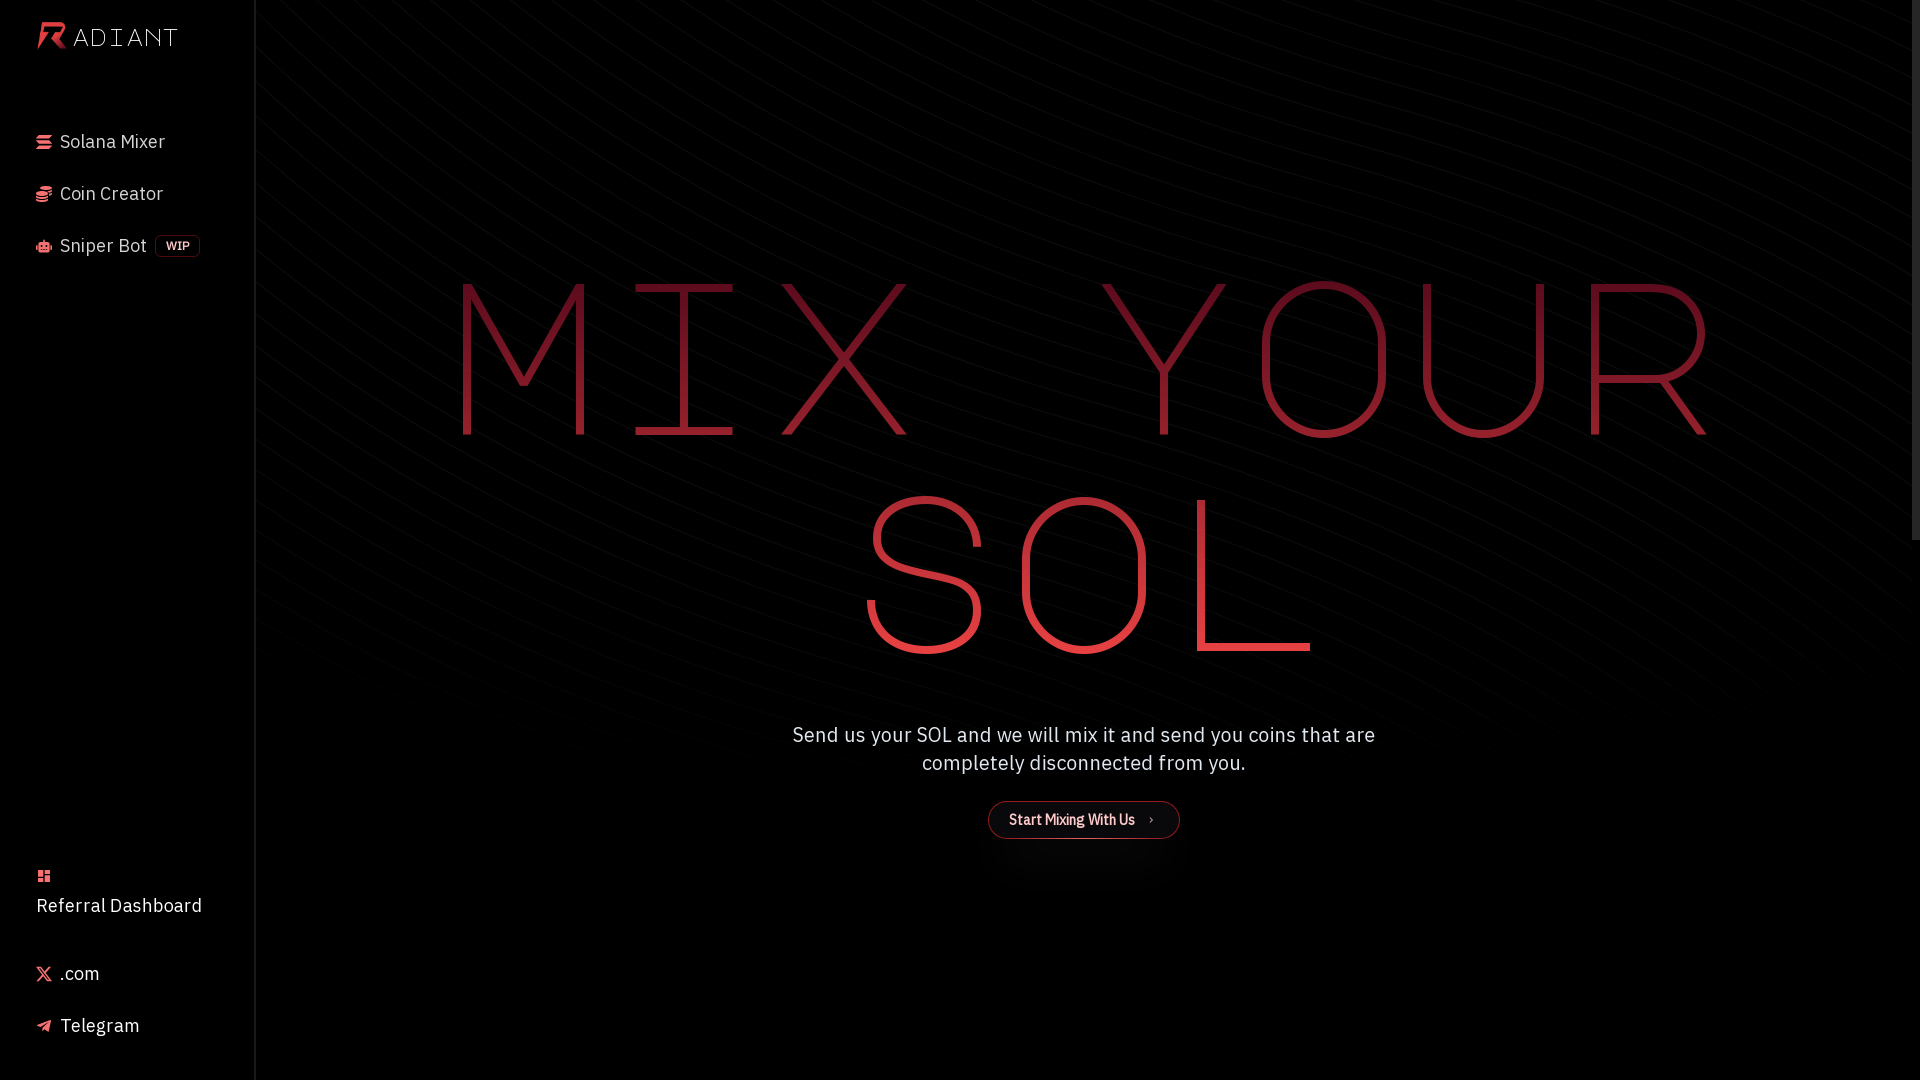 RADIANT
Solana Mixer
Coin Creator
Sniper Bot WIP
Referral Dashboard
.com
Telegram
MIX YOUR
SOL
Send us your SOL and we will mix it and send you coins that are
completely disconnected from you.
Start Mixing With Us